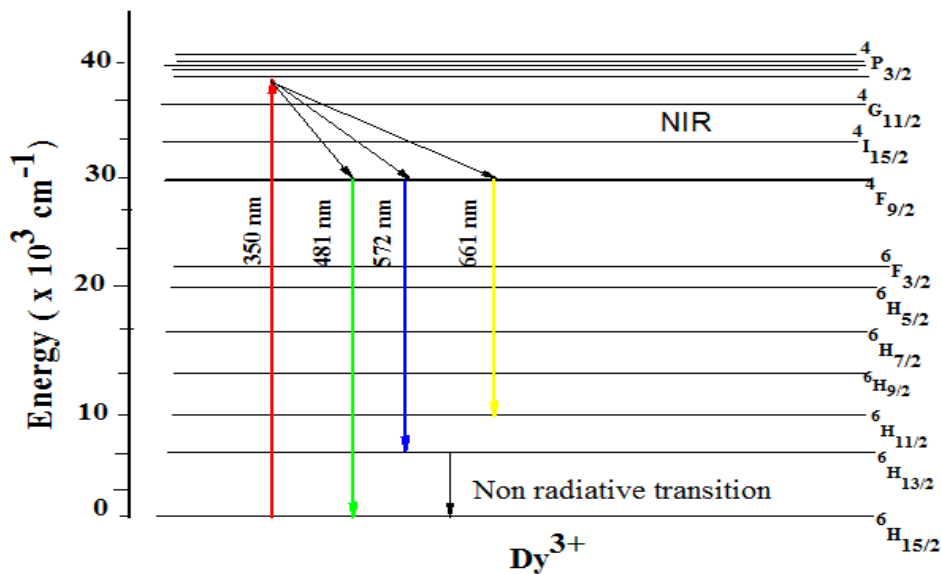 40
30
20
10
0
Energy ( x 10³ cm⁻¹)
⁴P₃/₂
⁴G₁₁/₂
NIR
⁴I₁₅/₂
⁴F₉/₂
350 nm
481 nm
572 nm
661 nm
⁶F₃/₂
⁶H₅/₂
⁶H₇/₂
⁶H₉/₂
⁶H₁₁/₂
⁶H₁₃/₂
Non radiative transition
⁶H₁₅/₂
Dy³⁺